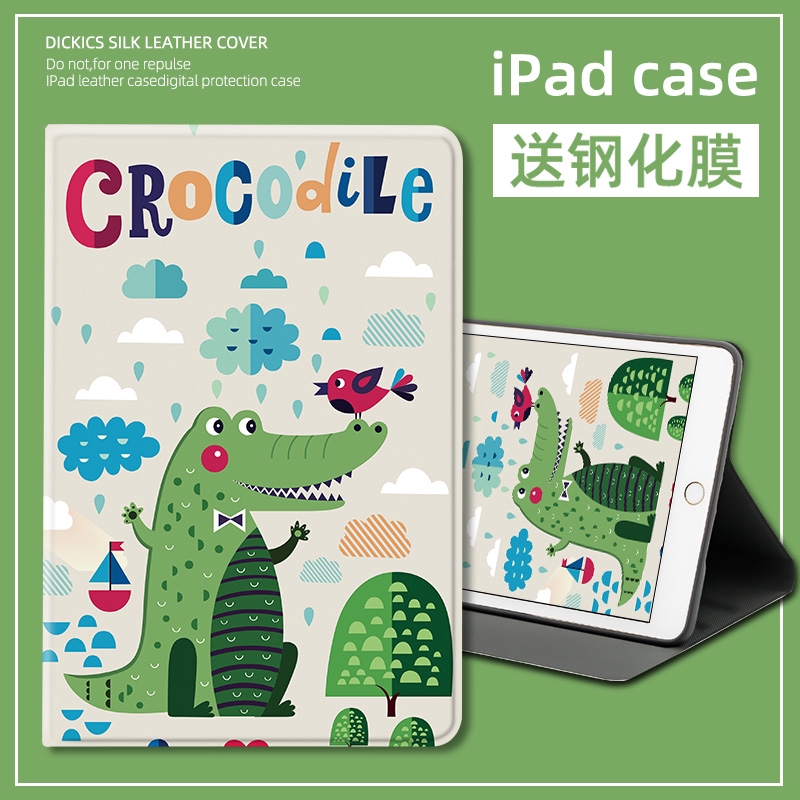 DICKICS SILK LEATHER COVER
Do not,for one repulse
IPad leather casedigital protection case
iPad case
送钢化膜
CROCODiLE